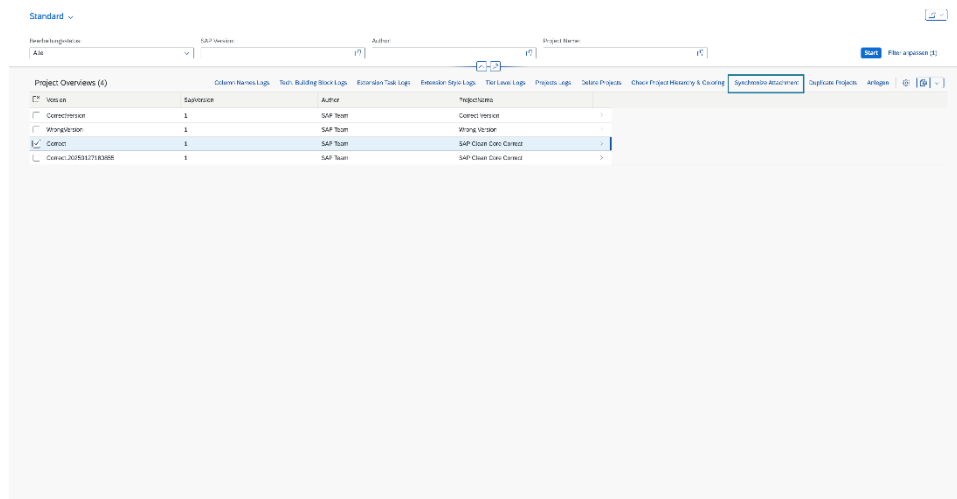 Standard
Bearbeitungsstatus: SAP Version: Author: Project Name:
Alle
Start Filter anpassen (1)
Project Overviews (4) Column Names Logs Tech. Building Block Logs Extension Task Logs Extension Style Logs Tier Level Logs Projects Logs Delete Projects Check Project Hierarchy & Coloring Synchronize Attachment Duplicate Projects Anlegen
Version SapVersion Author ProjectName
CorrectVersion 1 SAP Team Correct Version
WrongVersion 1 SAP Team Wrong Version
Correct 1 SAP Team SAP Clean Core Correct
1 SAP Team SAP Clean Core Correct